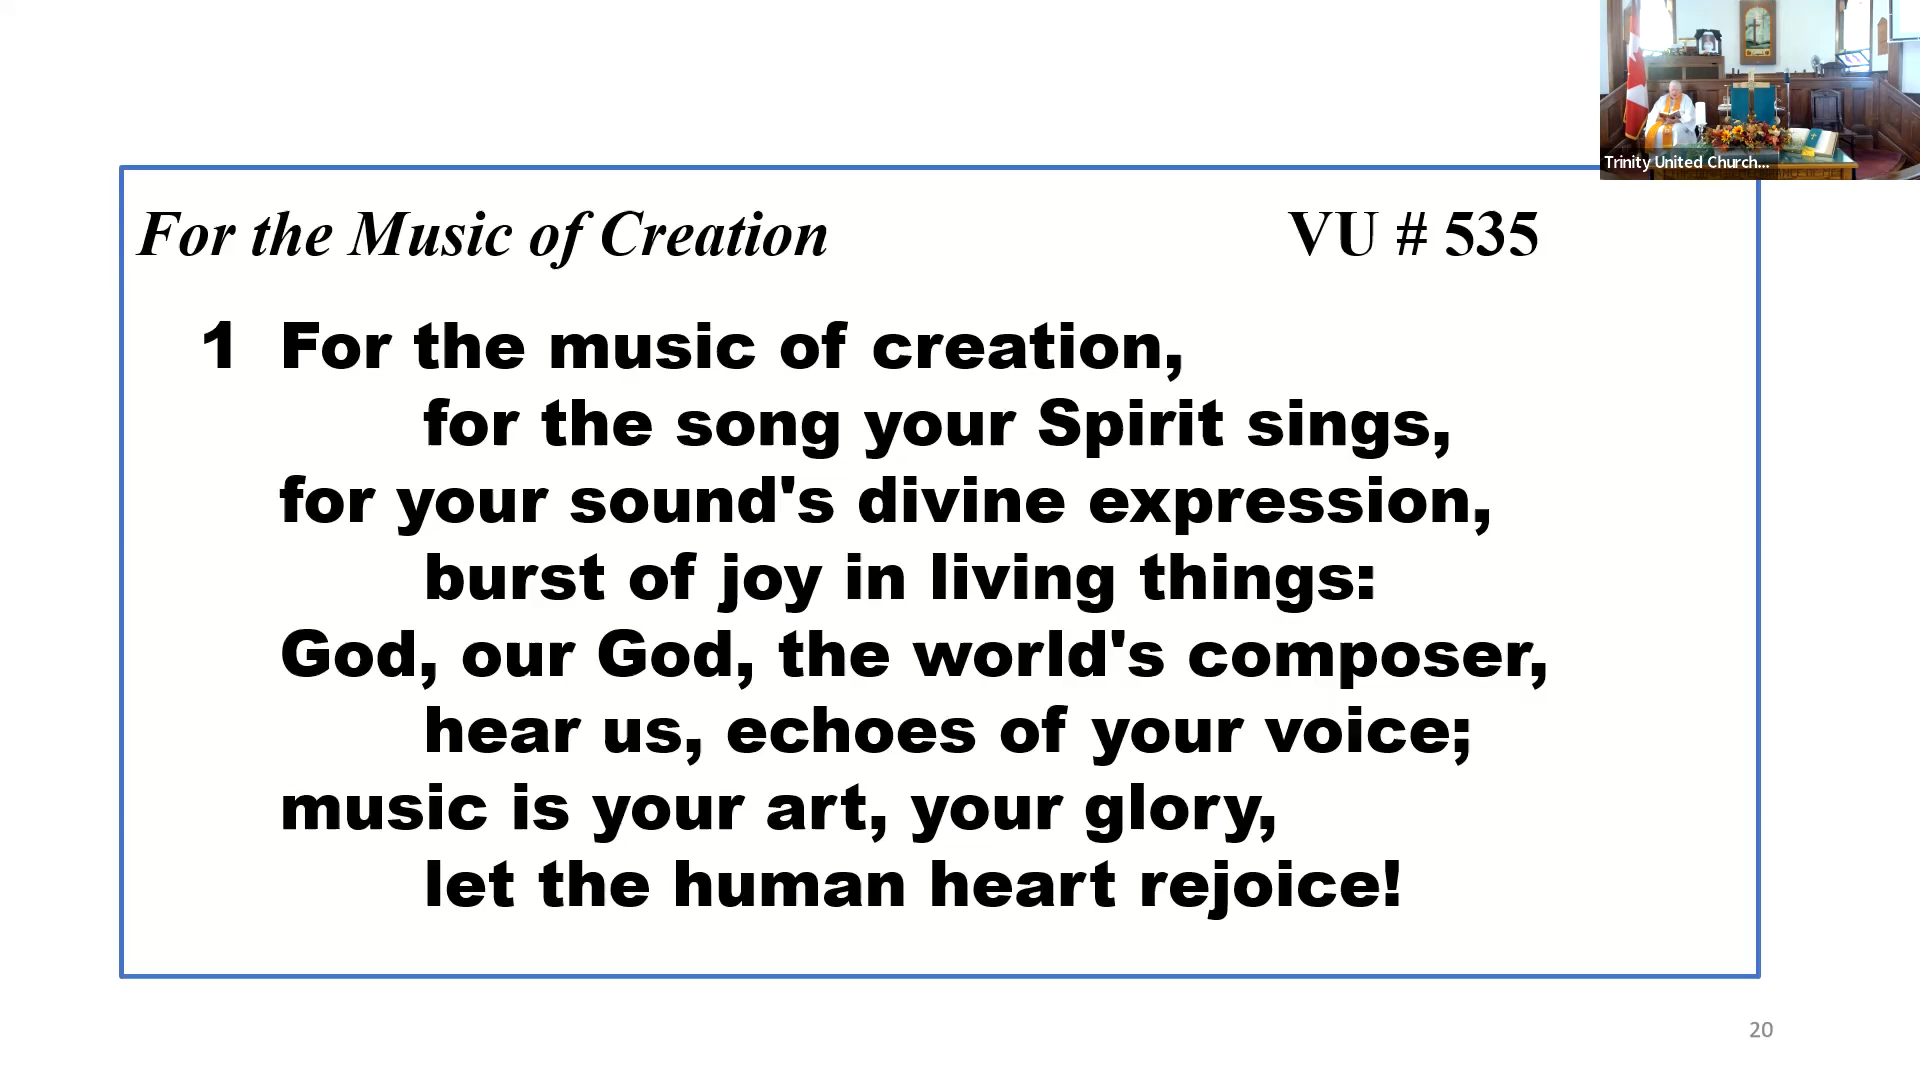 Trinity United Church...
For the Music of Creation VU # 535
1 For the music of creation,
for the song your Spirit sings,
for your sound's divine expression,
burst of joy in living things:
God, our God, the world's composer,
hear us, echoes of your voice;
music is your art, your glory,
let the human heart rejoice!
20